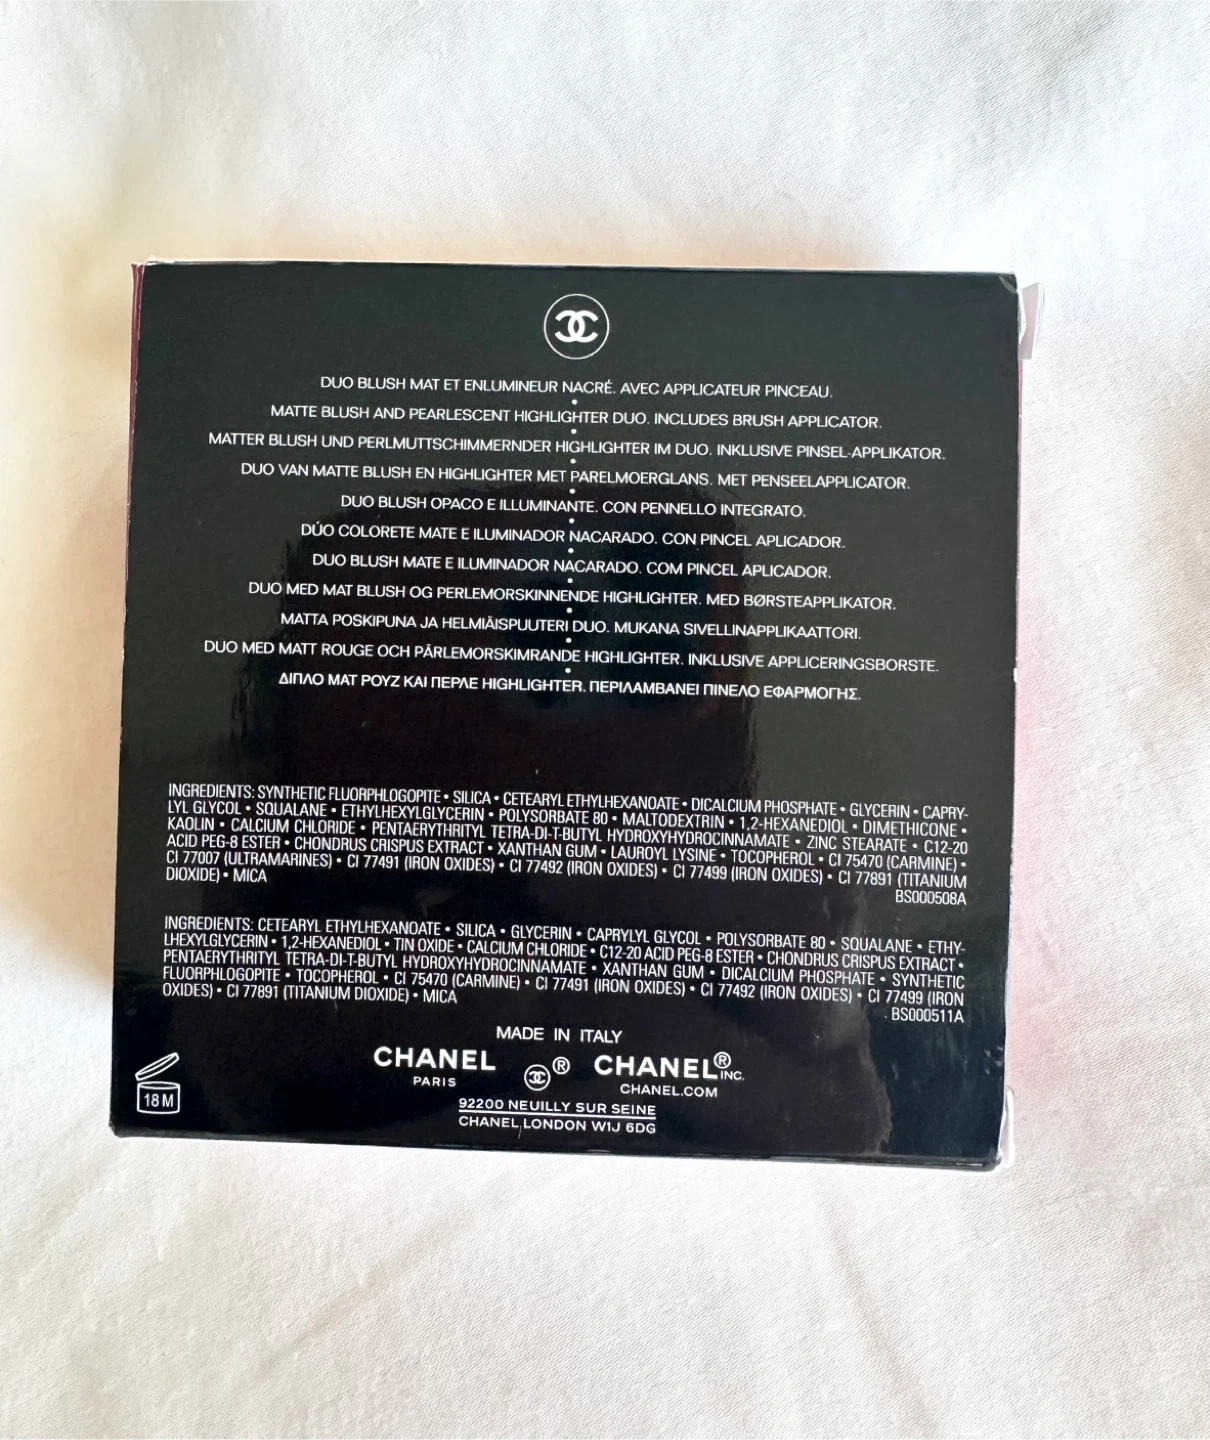 DUO BLUSH MAT ET ENLUMINEUR NACRÉ. AVEC APPLICATEUR PINCEAU.
•
MATTE BLUSH AND PEARLESCENT HIGHLIGHTER DUO. INCLUDES BRUSH APPLICATOR.
•
MATTER BLUSH UND PERLMUTTSCHIMMERNDER HIGHLIGHTER IM DUO. INKLUSIVE PINSEL-APPLIKATOR.
•
DUO VAN MATTE BLUSH EN HIGHLIGHTER MET PARELMOERGLANS. MET PENSEELAPPLICATOR.
•
DUO BLUSH OPACO E ILLUMINANTE. CON PENNELLO INTEGRATO.
•
DÚO COLORETE MATE E ILUMINADOR NACARADO. CON PINCEL APLICADOR.
•
DUO BLUSH MATE E ILUMINADOR NACARADO. COM PINCEL APLICADOR.
•
DUO MED MAT BLUSH OG PERLEMORSKINNENDE HIGHLIGHTER. MED BØRSTEAPPLIKATOR.
•
MATTA POSKIPUNA JA HELMIÄISPUUTERI DUO. MUKANA SIVELLINAPPLIKAATTORI.
•
DUO MED MATT ROUGE OCH PÄRLEMORSKIMRANDE HIGHLIGHTER. INKLUSIVE APPLICERINGSBORSTE.
•
ΔΙΠΛΟ ΜΑΤ ΡΟΥΖ ΚΑΙ ΠΕΡΛΕ HIGHLIGHTER. ΠΕΡΙΛΑΜΒΑΝΕΙ ΠΙΝΕΛΟ ΕΦΑΡΜΟΓΗΣ.
INGREDIENTS: SYNTHETIC FLUORPHLOGOPITE • SILICA • CETEARYL ETHYLHEXANOATE • DICALCIUM PHOSPHATE • GLYCERIN • CAPRY-
LYL GLYCOL • SQUALANE • ETHYLHEXYLGLYCERIN • POLYSORBATE 80 • MALTODEXTRIN • 1,2-HEXANEDIOL • DIMETHICONE •
KAOLIN • CALCIUM CHLORIDE • PENTAERYTHRITYL TETRA-DI-T-BUTYL HYDROXYHYDROCINNAMATE • ZINC STEARATE • C12-20
ACID PEG-8 ESTER • CHONDRUS CRISPUS EXTRACT • XANTHAN GUM • LAUROYL LYSINE • TOCOPHEROL • CI 75470 (CARMINE) •
CI 77007 (ULTRAMARINES) • CI 77491 (IRON OXIDES) • CI 77492 (IRON OXIDES) • CI 77499 (IRON OXIDES) • CI 77891 (TITANIUM
DIOXIDE) • MICA
BS000508A
INGREDIENTS: CETEARYL ETHYLHEXANOATE • SILICA • GLYCERIN • CAPRYLYL GLYCOL • POLYSORBATE 80 • SQUALANE • ETHY-
LHEXYLGLYCERIN • 1,2-HEXANEDIOL • TIN OXIDE • CALCIUM CHLORIDE • C12-20 ACID PEG-8 ESTER • CHONDRUS CRISPUS EXTRACT •
PENTAERYTHRITYL TETRA-DI-T-BUTYL HYDROXYHYDROCINNAMATE • XANTHAN GUM • DICALCIUM PHOSPHATE • SYNTHETIC
FLUORPHLOGOPITE • TOCOPHEROL • CI 75470 (CARMINE) • CI 77491 (IRON OXIDES) • CI 77492 (IRON OXIDES) • CI 77499 (IRON
OXIDES) • CI 77891 (TITANIUM DIOXIDE) • MICA
BS000511A
MADE IN ITALY
CHANEL ® CHANEL® INC.
PARIS CHANEL.COM
92200 NEUILLY SUR SEINE
CHANEL LONDON W1J 6DG
18 M